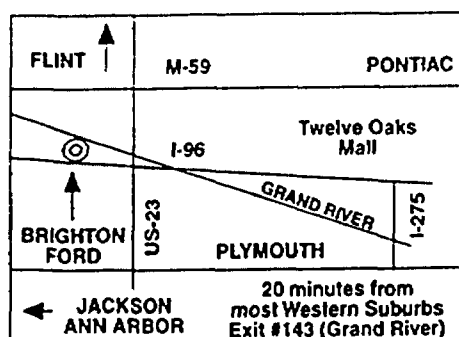 FLINT
M-59
PONTIAC
Twelve Oaks
Mall
I-96
GRAND RIVER
I-275
US-23
BRIGHTON
FORD
PLYMOUTH
JACKSON
ANN ARBOR
20 minutes from
most Western Suburbs
Exit #143 (Grand River)